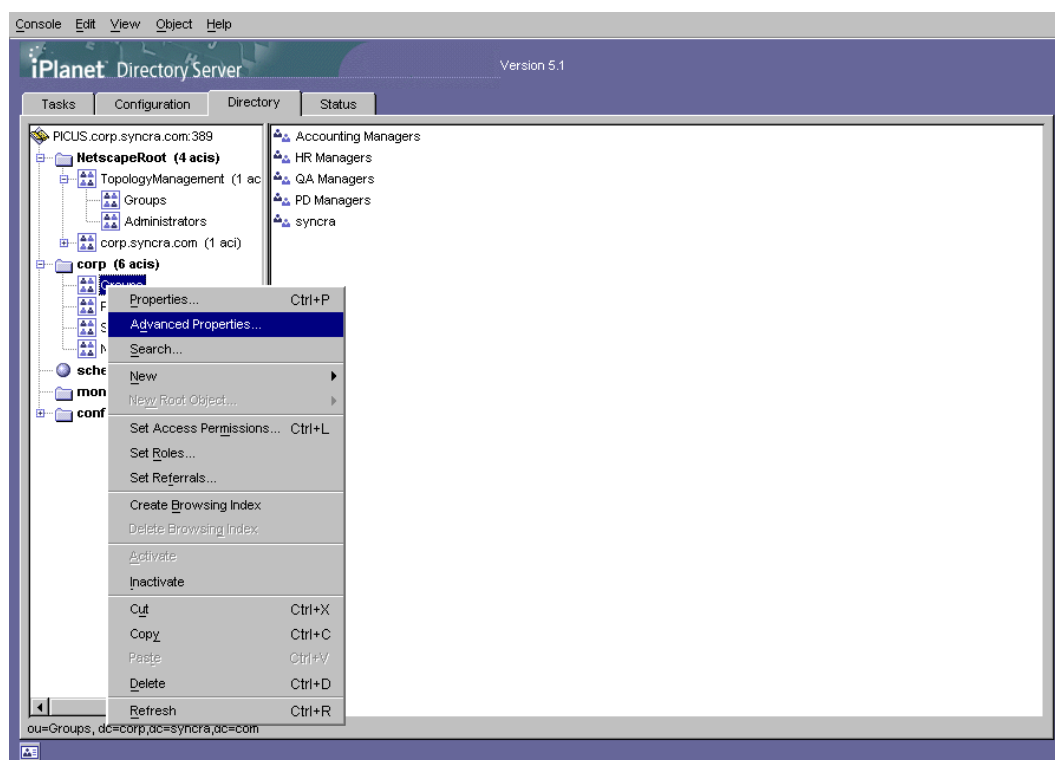 Console Edit View Object Help
iPlanet Directory Server
Version 5.1
Tasks Configuration Directory Status
PICUS.corp.syncra.com:389
NetscapeRoot (4 acis)
TopologyManagement (1 ac
Groups
Administrators
corp.syncra.com (1 aci)
corp (6 acis)
Groups
sche
mon
conf
Accounting Managers
HR Managers
QA Managers
PD Managers
syncra
Properties... Ctrl+P
Advanced Properties...
Search...
New
New Root Object...
Set Access Permissions... Ctrl+L
Set Roles...
Set Referrals...
Create Browsing Index
Delete Browsing Index
Activate
Inactivate
Cut Ctrl+X
Copy Ctrl+C
Paste Ctrl+V
Delete Ctrl+D
Refresh Ctrl+R
ou=Groups, dc=corp,dc=syncra,dc=com